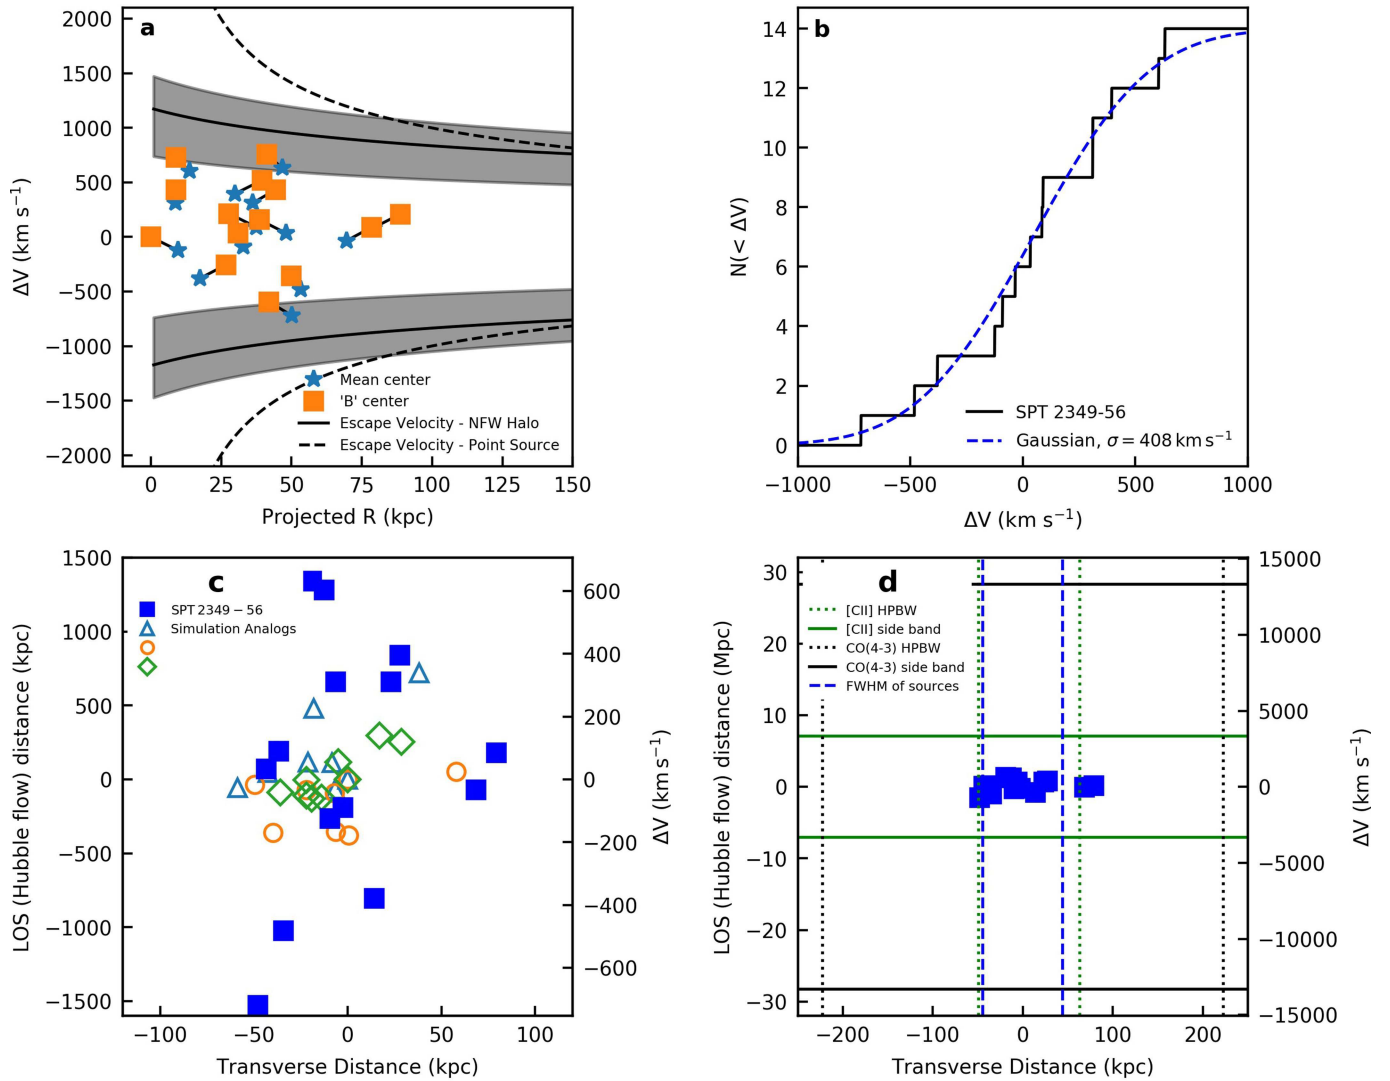 a
2000
1500
1000
500
0
−500
−1000
−1500
−2000
ΔV (km s⁻¹)
0 25 50 75 100 125 150
Projected R (kpc)
Mean center
'B' center
Escape Velocity - NFW Halo
Escape Velocity - Point Source
b
14
12
10
8
6
4
2
0
N(< ΔV)
−1000 −500 0 500 1000
ΔV (km s⁻¹)
SPT 2349-56
Gaussian, σ = 408 km s⁻¹
c
1500
1000
500
0
−500
−1000
−1500
LOS (Hubble flow) distance (kpc)
SPT 2349 − 56
Simulation Analogs
600
400
200
0
−200
−400
−600
ΔV (km s⁻¹)
−100 −50 0 50 100
Transverse Distance (kpc)
d
30
20
10
0
−10
−20
−30
LOS (Hubble flow) distance (Mpc)
[CII] HPBW
[CII] side band
CO(4-3) HPBW
CO(4-3) side band
FWHM of sources
15000
10000
5000
0
−5000
−10000
−15000
ΔV (km s⁻¹)
−200 −100 0 100 200
Transverse Distance (kpc)